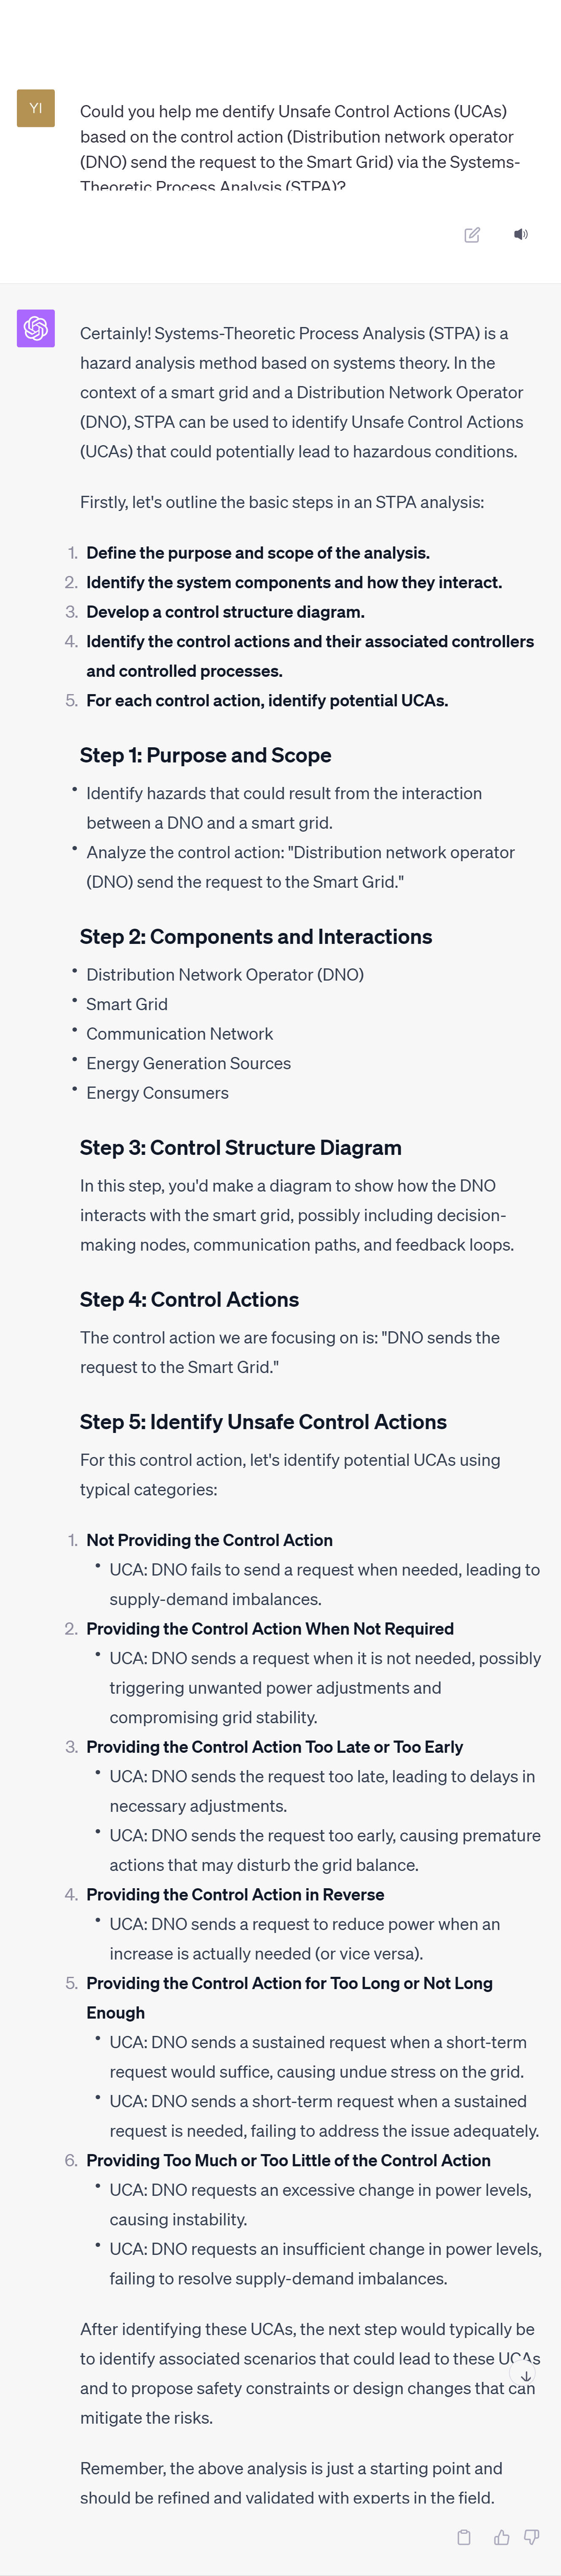 YI
Could you help me dentify Unsafe Control Actions (UCAs)
based on the control action (Distribution network operator
(DNO) send the request to the Smart Grid) via the Systems-
Theoretic Process Analysis (STPA)?
Certainly! Systems-Theoretic Process Analysis (STPA) is a
hazard analysis method based on systems theory. In the
context of a smart grid and a Distribution Network Operator
(DNO), STPA can be used to identify Unsafe Control Actions
(UCAs) that could potentially lead to hazardous conditions.
Firstly, let's outline the basic steps in an STPA analysis:
1. Define the purpose and scope of the analysis.
2. Identify the system components and how they interact.
3. Develop a control structure diagram.
4. Identify the control actions and their associated controllers
and controlled processes.
5. For each control action, identify potential UCAs.
Step 1: Purpose and Scope
• Identify hazards that could result from the interaction
between a DNO and a smart grid.
• Analyze the control action: "Distribution network operator
(DNO) send the request to the Smart Grid."
Step 2: Components and Interactions
• Distribution Network Operator (DNO)
• Smart Grid
• Communication Network
• Energy Generation Sources
• Energy Consumers
Step 3: Control Structure Diagram
In this step, you'd make a diagram to show how the DNO
interacts with the smart grid, possibly including decision-
making nodes, communication paths, and feedback loops.
Step 4: Control Actions
The control action we are focusing on is: "DNO sends the
request to the Smart Grid."
Step 5: Identify Unsafe Control Actions
For this control action, let's identify potential UCAs using
typical categories:
1. Not Providing the Control Action
• UCA: DNO fails to send a request when needed, leading to
supply-demand imbalances.
2. Providing the Control Action When Not Required
• UCA: DNO sends a request when it is not needed, possibly
triggering unwanted power adjustments and
compromising grid stability.
3. Providing the Control Action Too Late or Too Early
• UCA: DNO sends the request too late, leading to delays in
necessary adjustments.
• UCA: DNO sends the request too early, causing premature
actions that may disturb the grid balance.
4. Providing the Control Action in Reverse
• UCA: DNO sends a request to reduce power when an
increase is actually needed (or vice versa).
5. Providing the Control Action for Too Long or Not Long
Enough
• UCA: DNO sends a sustained request when a short-term
request would suffice, causing undue stress on the grid.
• UCA: DNO sends a short-term request when a sustained
request is needed, failing to address the issue adequately.
6. Providing Too Much or Too Little of the Control Action
• UCA: DNO requests an excessive change in power levels,
causing instability.
• UCA: DNO requests an insufficient change in power levels,
failing to resolve supply-demand imbalances.
After identifying these UCAs, the next step would typically be
to identify associated scenarios that could lead to these UCAs
and to propose safety constraints or design changes that can
mitigate the risks.
Remember, the above analysis is just a starting point and
should be refined and validated with experts in the field.